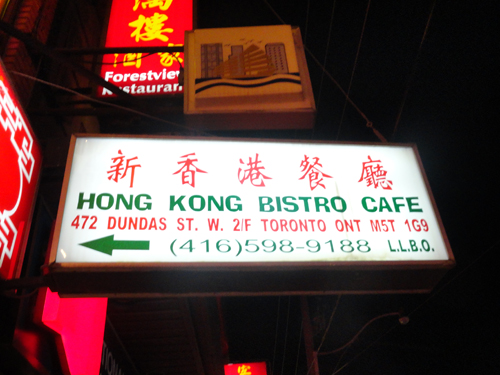 樓
Forestview
Restaurant
新香港餐廳
HONG KONG BISTRO CAFE
472 DUNDAS ST. W. 2/F TORONTO ONT M5T 1G9
(416)598-9188 L.L.B.O.